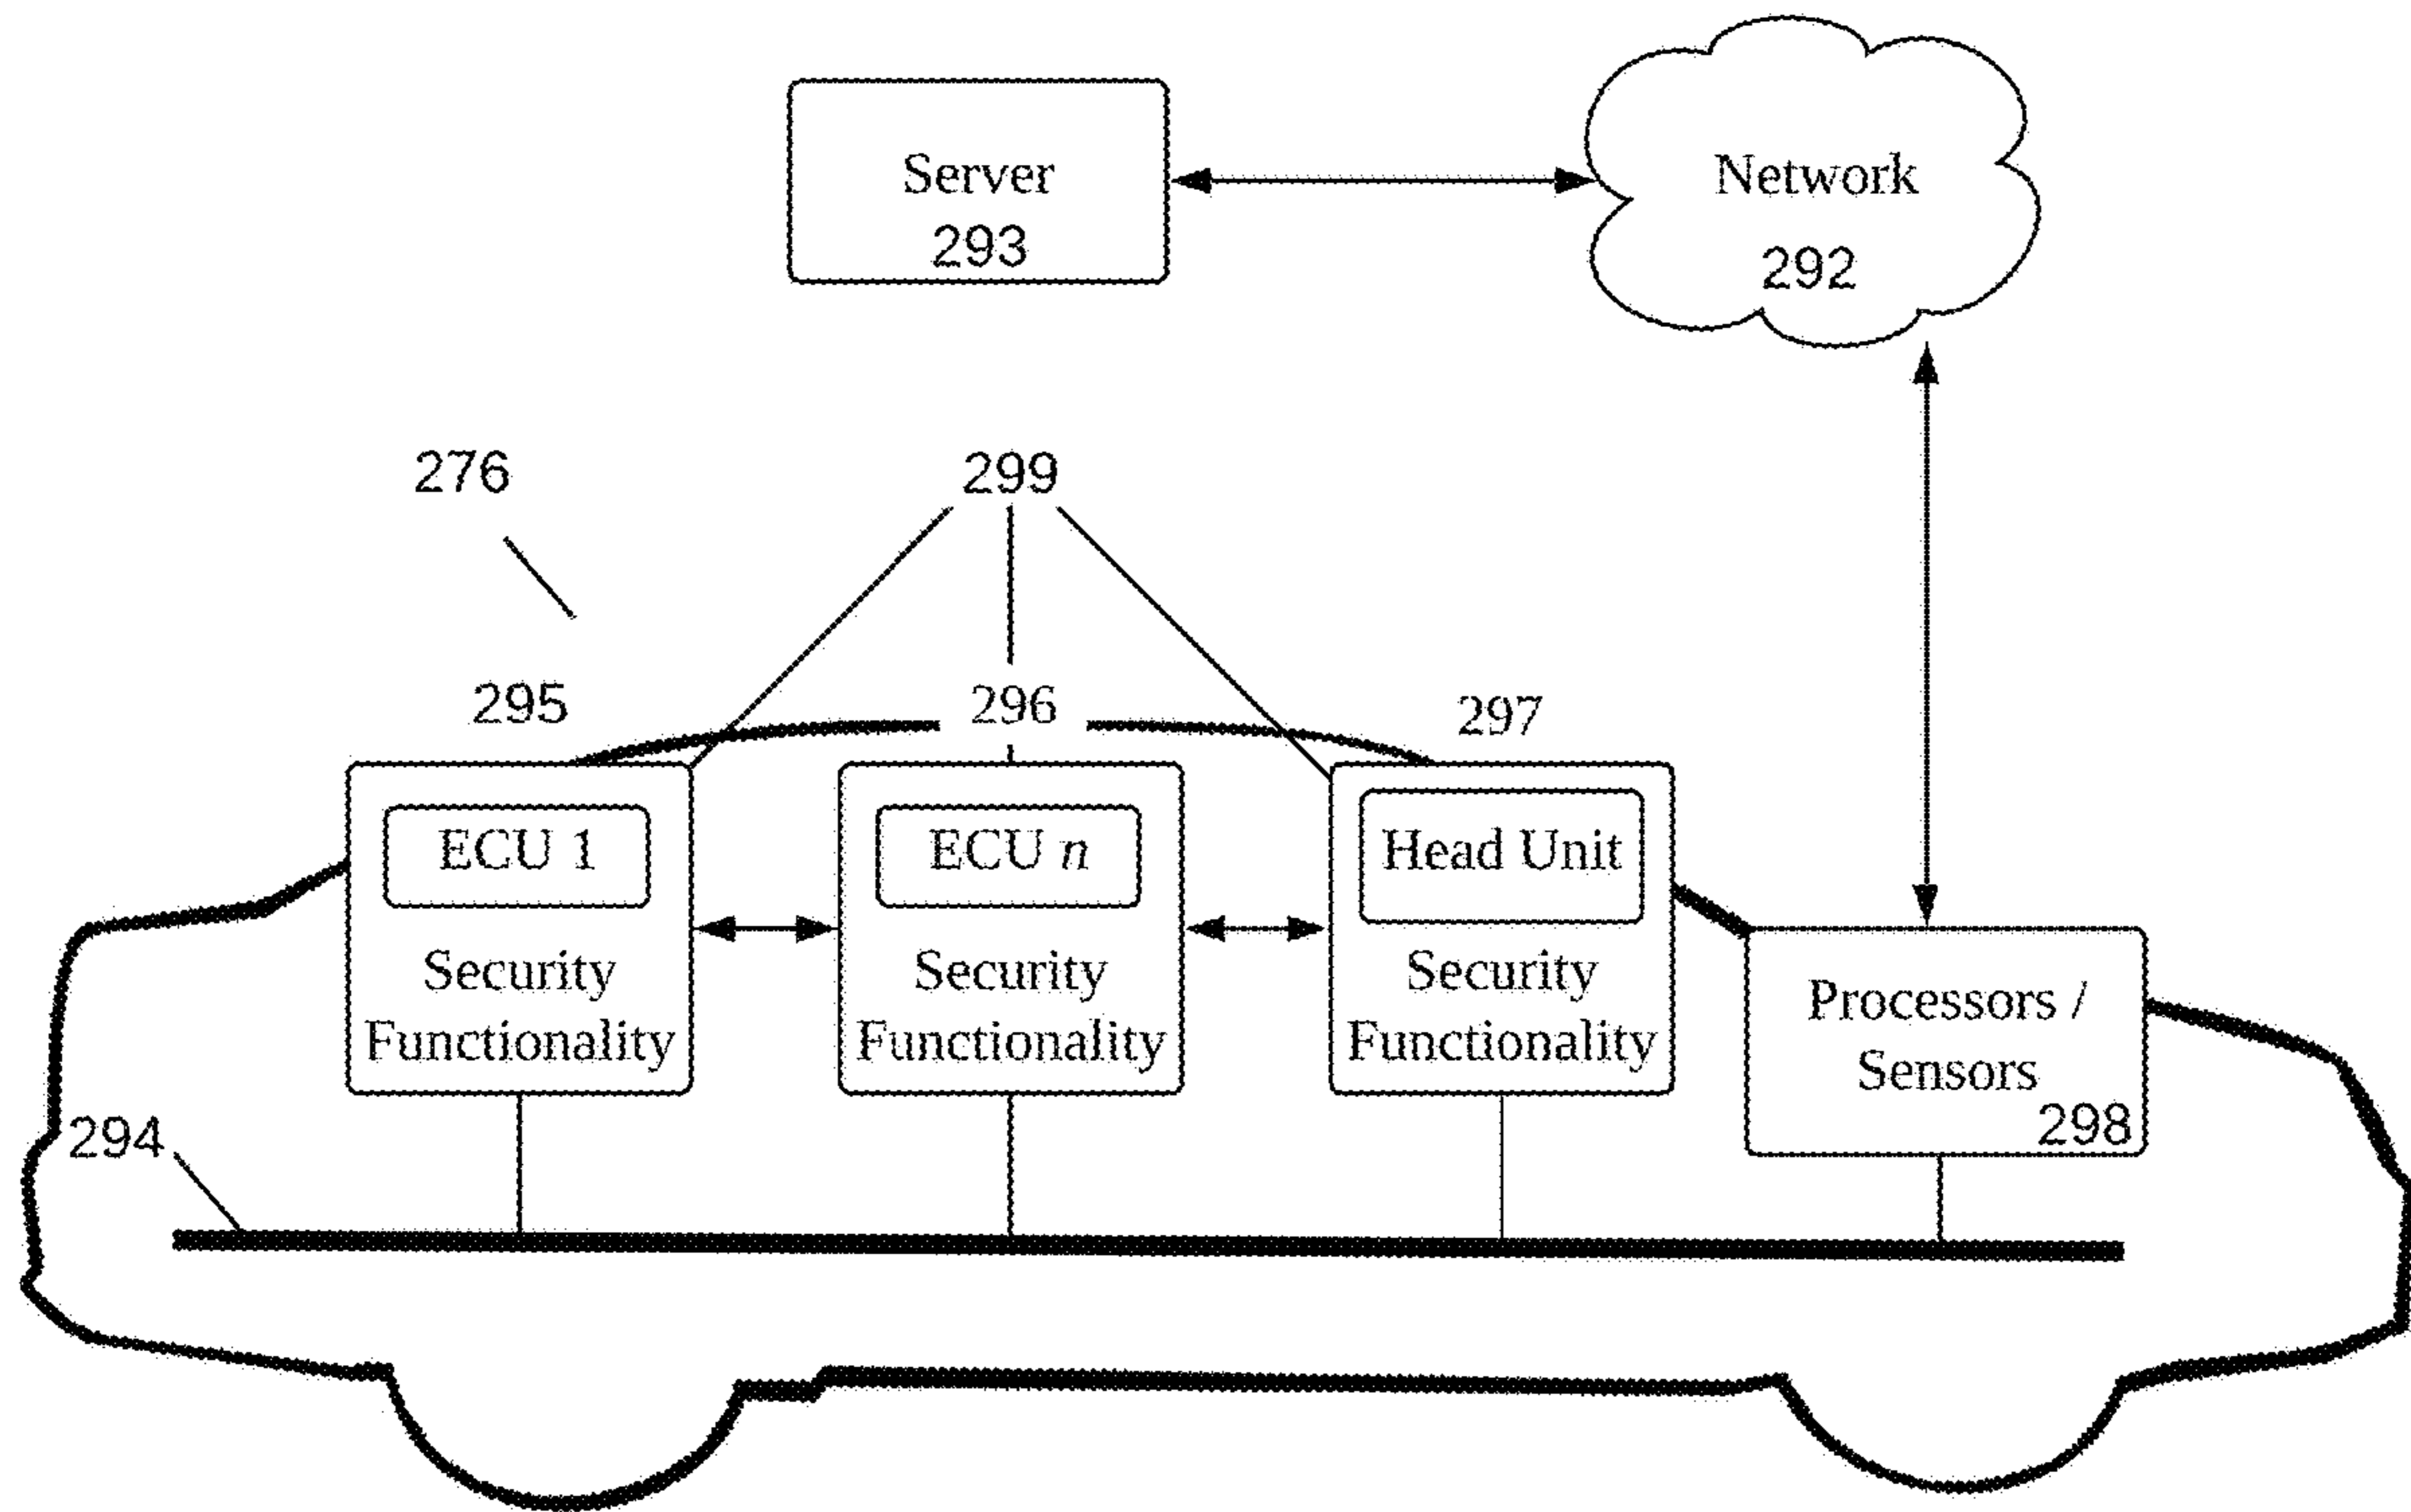 Server
293
Network
292
276
299
295
296
297
ECU 1
Security
Functionality
ECU n
Security
Functionality
Head Unit
Security
Functionality
Processors /
Sensors
298
294